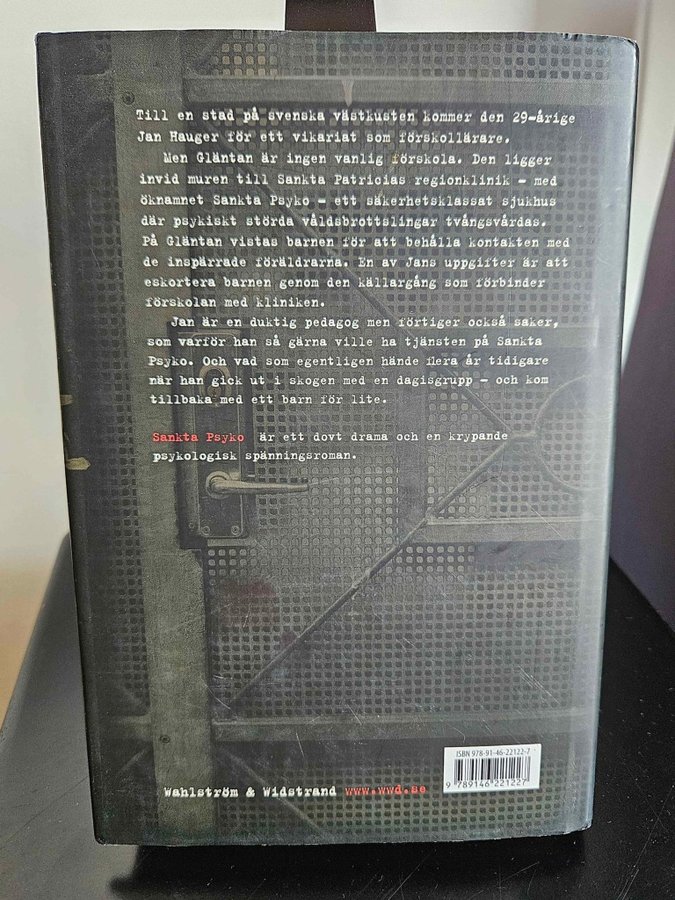 Till en stad på svenska västkusten kommer den 29-årige
Jan Hauger för ett vikariat som förskollärare.
Men Gläntan är ingen vanlig förskola. Den ligger
invid muren till Sankta Patricias regionklinik - med
öknamnet Sankta Psyko - ett säkerhetsklassat sjukhus
där psykiskt störda våldsbrottslingar tvångsvårdas.
På Gläntan vistas barnen för att behålla kontakten med
de inspärrade föräldrarna. En av Jans uppgifter är att
eskortera barnen genom den källargång som förbinder
förskolan med kliniken.
Jan är en duktig pedagog men förtiger också saker,
som varför han så gärna ville ha tjänsten på Sankta
Psyko. Och vad som egentligen hände flera år tidigare
när han gick ut i skogen med en dagisgrupp - och kom
tillbaka med ett barn för lite.
Sankta Psyko är ett dovt drama och en krypande
psykologisk spänningsroman.
ISBN 978-91-46-22122-7
9 789146 221227
Wahlström & Widstrand www.wwd.se